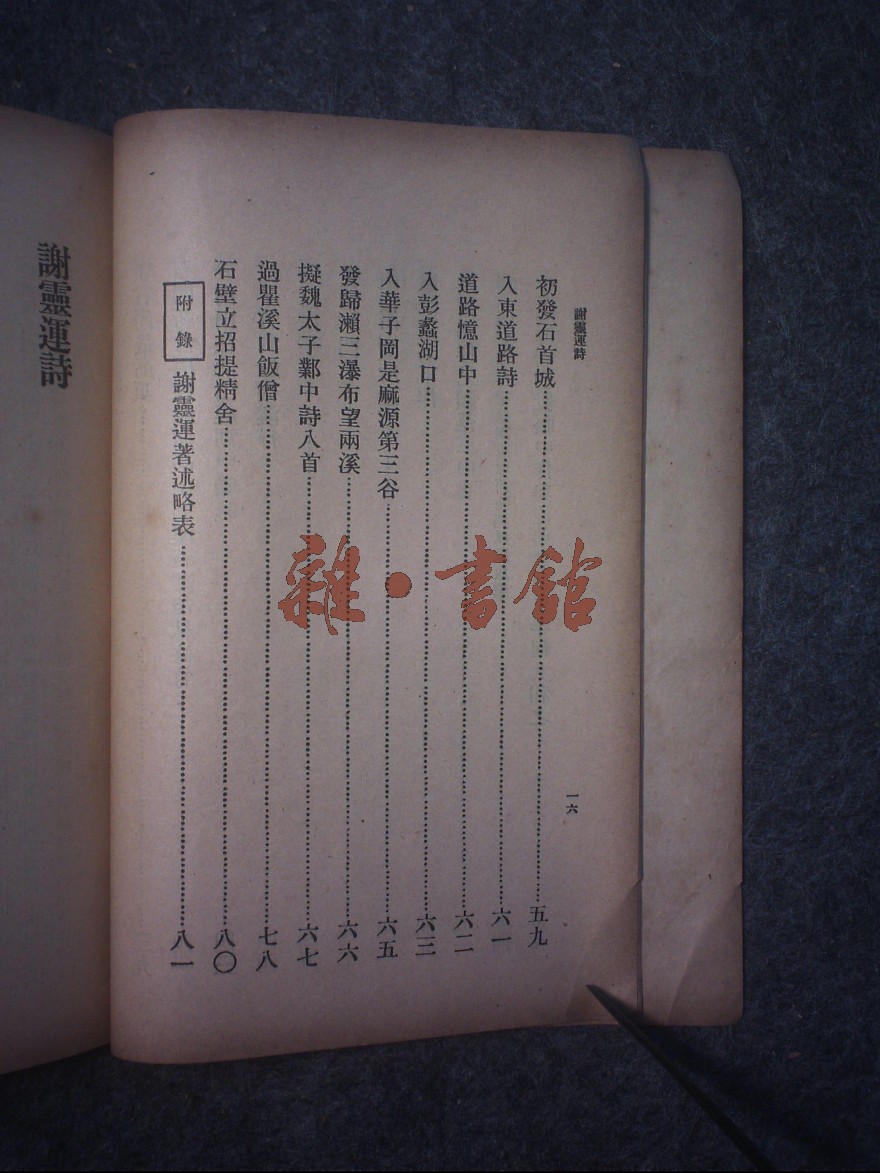 謝靈運詩 一六
初發石首城……五九
入東道路詩……六一
道路憶山中……六二
入彭蠡湖口……六三
入華子岡是麻源第三谷……六五
發歸瀨三瀑布望兩溪……六六
擬魏太子鄴中詩八首……六七
過瞿溪山飯僧……七八
石壁立招提精舍……八〇
附錄 謝靈運著述略表……八一
謝靈運詩
雜·書館